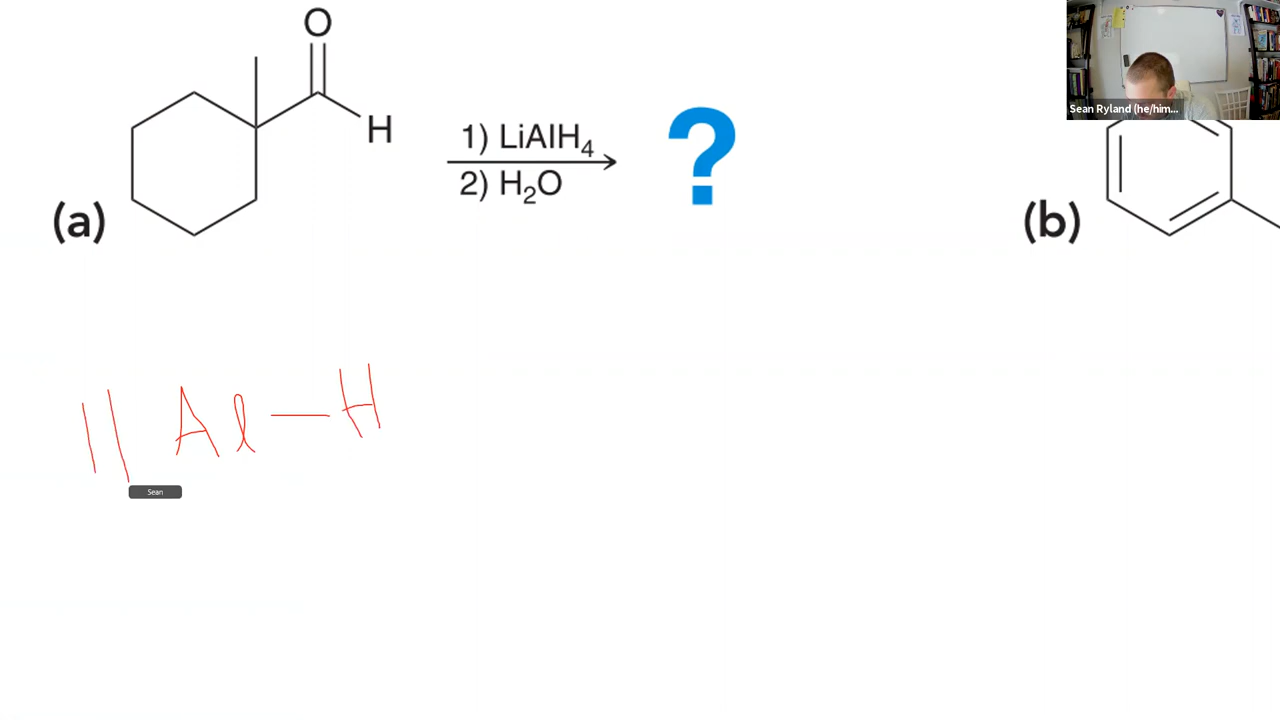 O
H
1) LiAlH4
2) H2O
?
(a)
Sean Ryland (he/him...
(b)
Al — H
Sean